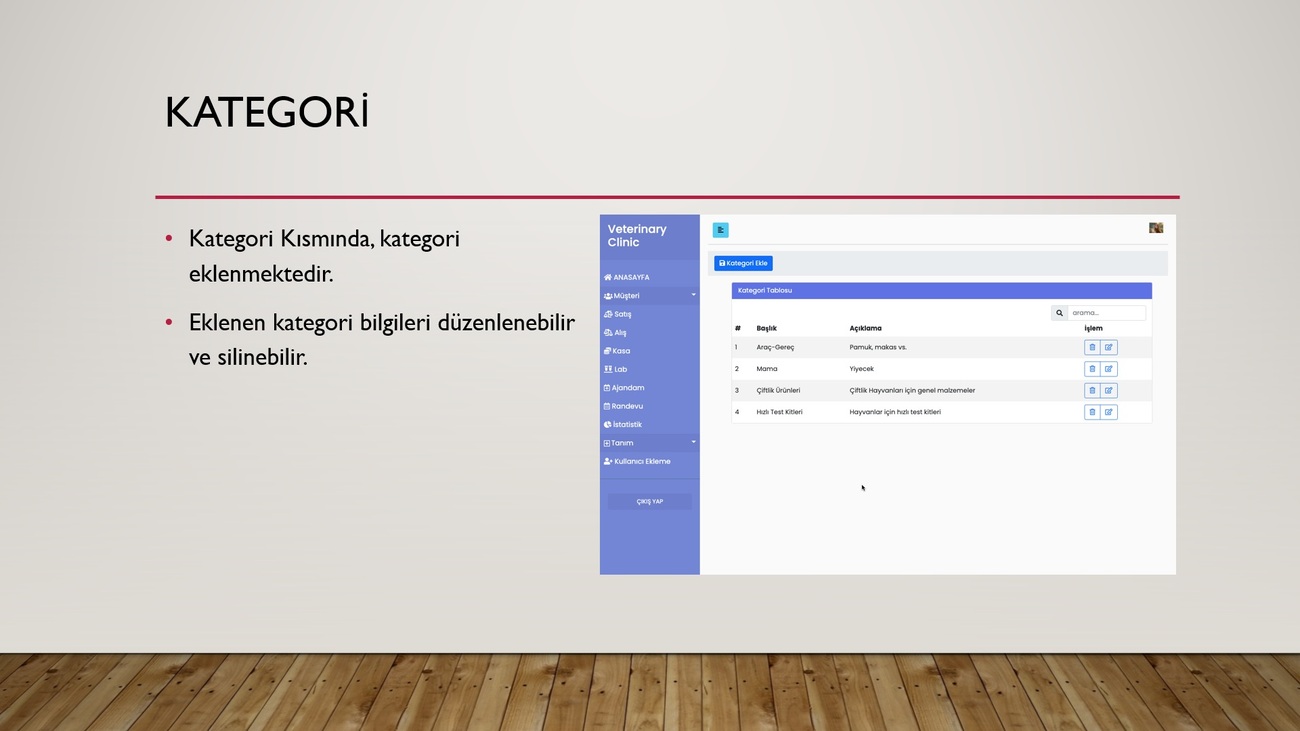 KATEGORİ
• Kategori Kısmında, kategori
eklenmektedir.
• Eklenen kategori bilgileri düzenlenebilir
ve silinebilir.
Veterinary
Clinic
ANASAYFA
Müşteri
Satış
Alış
Kasa
Lab
Ajandam
Randevu
İstatistik
Tanım
Kullanıcı Ekleme
ÇIKIŞ YAP
Kategori Ekle
Kategori Tablosu
arama...
# Başlık Açıklama İşlem
1 Araç-Gereç Pamuk, makas vs.
2 Mama Yiyecek
3 Çiftlik Ürünleri Çiftlik Hayvanları için genel malzemeler
4 Hızlı Test Kitleri Hayvanlar için hızlı test kitleri